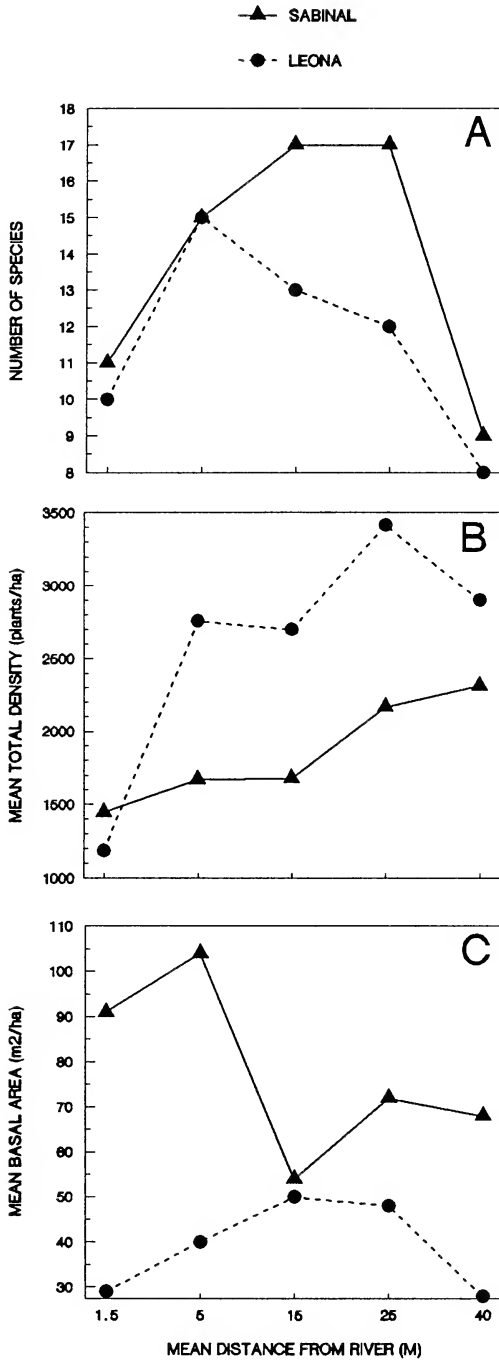 SABINAL
LEONA
A
NUMBER OF SPECIES
18
17
16
15
14
13
12
11
10
9
8
B
MEAN TOTAL DENSITY (plants/ha)
3500
3000
2500
2000
1500
1000
C
MEAN BASAL AREA (m2/ha)
110
100
90
80
70
60
50
40
30
1.5 5 15 25 40
MEAN DISTANCE FROM RIVER (M)